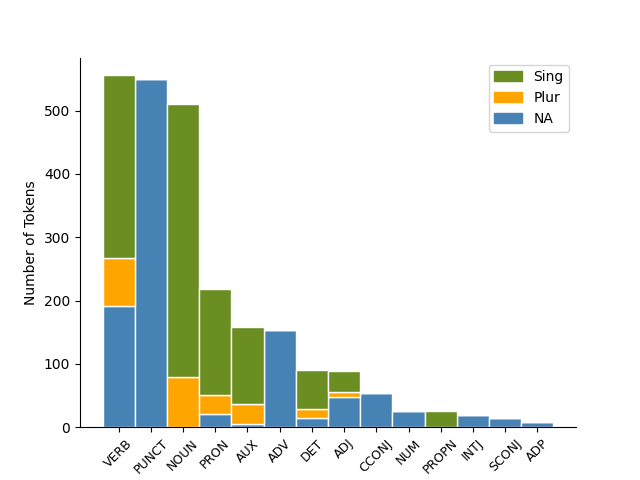 Sing
Plur
NA
Number of Tokens
500
400
300
200
100
0
VERB
PUNCT
NOUN
PRON
AUX
ADV
DET
ADJ
CCONJ
NUM
PROPN
INTJ
SCONJ
ADP